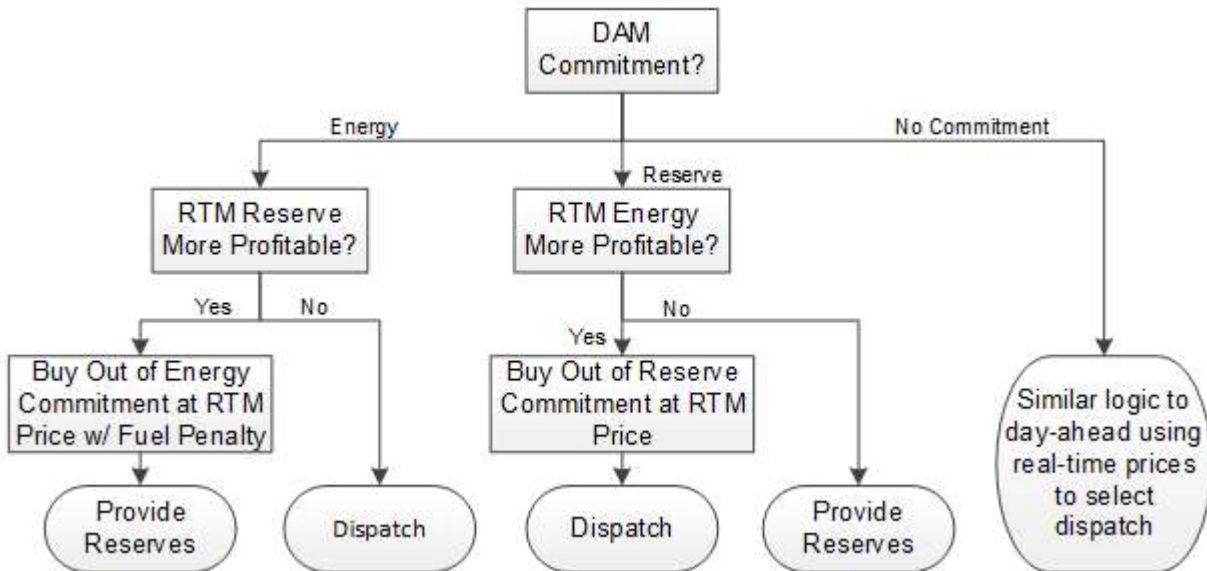 DAM
Commitment?
Energy
No Commitment
Reserve
RTM Reserve
More Profitable?
RTM Energy
More Profitable?
Yes
No
Yes
No
Buy Out of Energy
Commitment at RTM
Price w/ Fuel Penalty
Buy Out of Reserve
Commitment at RTM
Price
Similar logic to
day-ahead using
real-time prices
to select
dispatch
Provide
Reserves
Dispatch
Dispatch
Provide
Reserves